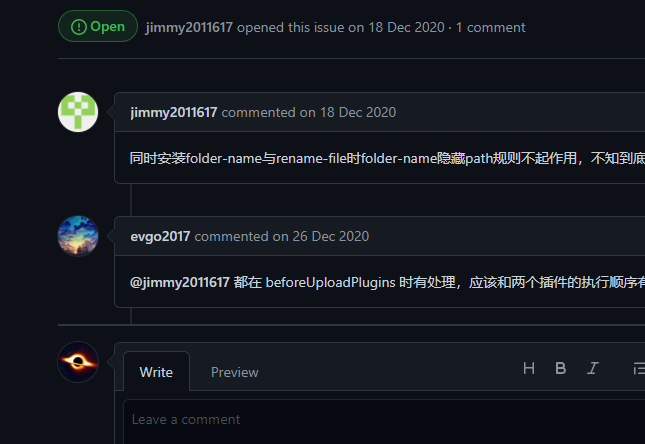 Open jimmy2011617 opened this issue on 18 Dec 2020 · 1 comment
jimmy2011617 commented on 18 Dec 2020
同时安装folder-name与rename-file时folder-name隐藏path规则不起作用，不知到底
evgo2017 commented on 26 Dec 2020
@jimmy2011617 都在 beforeUploadPlugins 时有处理，应该和两个插件的执行顺序有
Write Preview H B I
Leave a comment